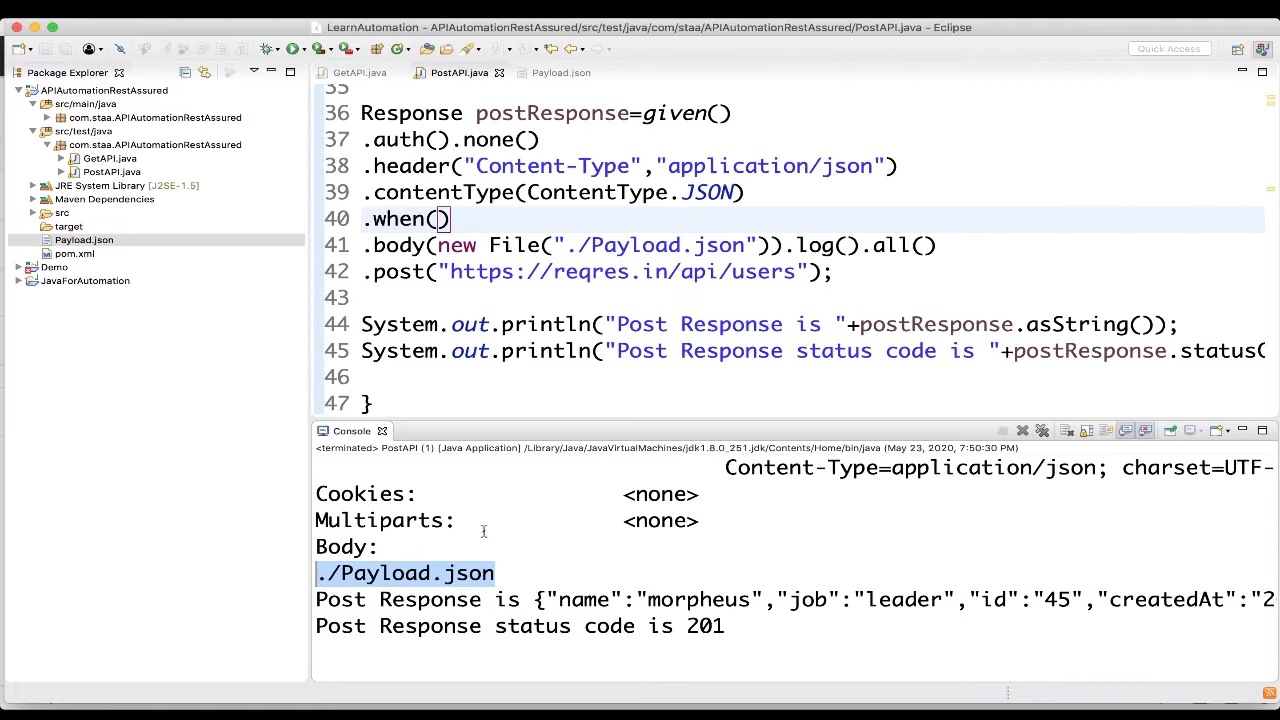 LearnAutomation - APIAutomationRestAssured/src/test/java/com/staa/APIAutomationRestAssured/PostAPI.java - Eclipse
Quick Access
Package Explorer
APIAutomationRestAssured
src/main/java
com.staa.APIAutomationRestAssured
src/test/java
com.staa.APIAutomationRestAssured
GetAPI.java
PostAPI.java
JRE System Library [J2SE-1.5]
Maven Dependencies
src
target
Payload.json
pom.xml
Demo
JavaForAutomation
GetAPI.java PostAPI.java Payload.json
35
36 Response postResponse=given()
37 .auth().none()
38 .header("Content-Type","application/json")
39 .contentType(ContentType.JSON)
40 .when()
41 .body(new File("./Payload.json")).log().all()
42 .post("https://reqres.in/api/users");
43
44 System.out.println("Post Response is "+postResponse.asString());
45 System.out.println("Post Response status code is "+postResponse.status(
46
47 }
Console
<terminated> PostAPI (1) [Java Application] /Library/Java/JavaVirtualMachines/jdk1.8.0_251.jdk/Contents/Home/bin/java (May 23, 2020, 7:50:30 PM)
Content-Type=application/json; charset=UTF-
Cookies: <none>
Multiparts: <none>
Body:
./Payload.json
Post Response is {"name":"morpheus","job":"leader","id":"45","createdAt":"2
Post Response status code is 201